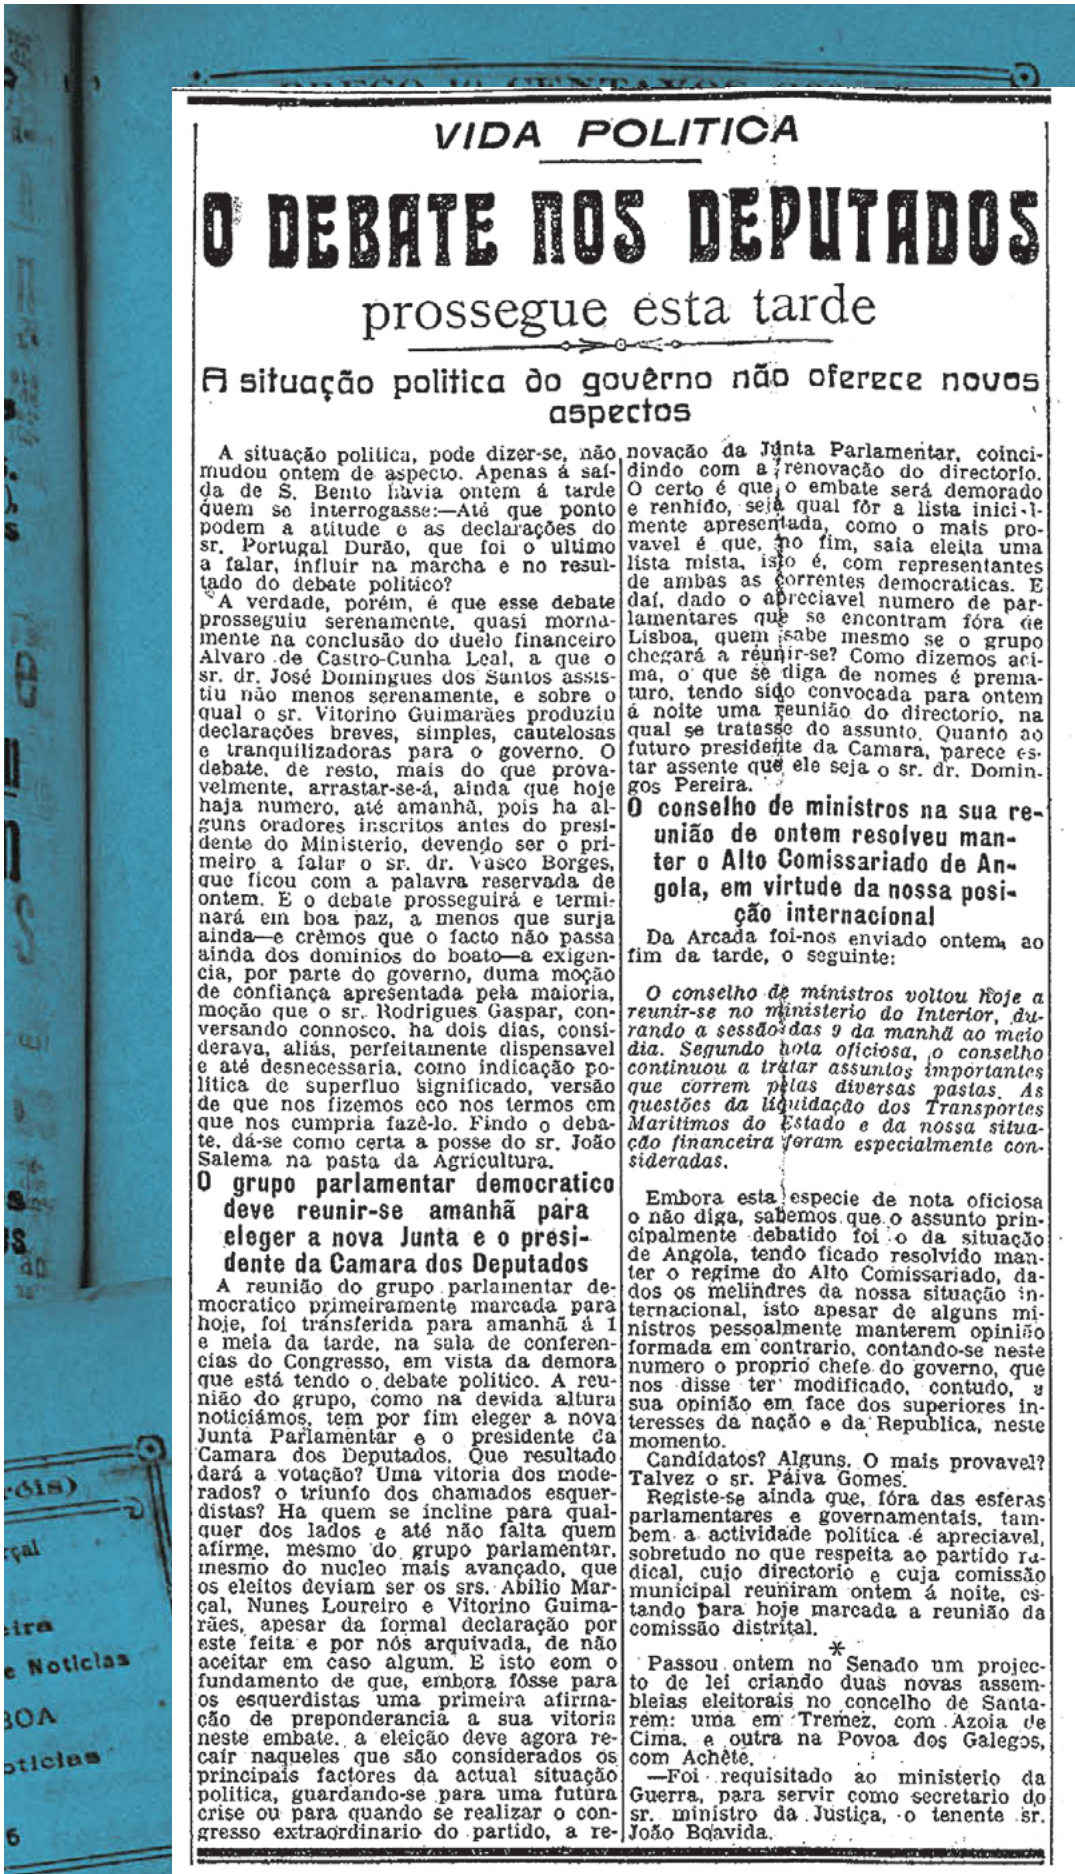 PREÇO 10 CENTAVOS
VIDA POLITICA
O DEBATE NOS DEPUTADOS
prossegue esta tarde
A situação politica do govêrno não oferece novos
aspectos
A situação politica, pode dizer-se, não
mudou ontem de aspecto. Apenas á saí-
da de S. Bento havia ontem á tarde
quem se interrogasse:—Até que ponto
podem a atitude e as declarações do
sr. Portugal Durão, que foi o ultimo
a falar, influir na marcha e no resul-
tado do debate politico?
A verdade, porém, é que esse debate
prosseguiu serenamente, quasi morna-
mente na conclusão do duelo financeiro
Alvaro de Castro-Cunha Leal, a que o
sr. dr. José Domingues dos Santos assis-
tiu não menos serenamente, e sobre o
qual o sr. Vitorino Guimarães produziu
declarações breves, simples, cautelosas
e tranquilizadoras para o governo. O
debate, de resto, mais do que prova-
velmente, arrastar-se-á, ainda que hoje
haja numero, até amanhã, pois ha al-
guns oradores inscritos antes do presi-
dente do Ministerio, devendo ser o pri-
meiro a falar o sr. dr. Vasco Borges,
que ficou com a palavra reservada de
ontem. E o debate prosseguirá e termi-
nará em boa paz, a menos que surja
ainda—e crêmos que o facto não passa
ainda dos dominios do boato—a exigen-
cia, por parte do governo, duma moção
de confiança apresentada pela maioria,
moção que o sr. Rodrigues Gaspar, con-
versando connosco, ha dois dias, consi-
derava, aliás, perfeitamente dispensavel
e até desnecessaria, como indicação po-
litica de superfluo significado, versão
de que nos fizemos eco nos termos em
que nos cumpria fazê-lo. Findo o deba-
te, dá-se como certa a posse do sr. João
Salema na pasta da Agricultura.
O grupo parlamentar democratico
deve reunir-se amanhã para
eleger a nova Junta e o presi-
dente da Camara dos Deputados
A reunião do grupo parlamentar de-
mocratico primeiramente marcada para
hoje, foi transferida para amanhã á 1
e meia da tarde, na sala de conferen-
cias do Congresso, em vista da demora
que está tendo o debate politico. A reu-
nião do grupo, como na devida altura
noticiámos, tem por fim eleger a nova
Junta Parlamentar e o presidente da
Camara dos Deputados. Que resultado
dará a votação? Uma vitoria dos mode-
rados? o triunfo dos chamados esquer-
distas? Ha quem se incline para qual-
quer dos lados e até não falta quem
afirme, mesmo do grupo parlamentar,
mesmo do nucleo mais avançado, que
os eleitos deviam ser os srs. Abilio Mar-
çal, Nunes Loureiro e Vitorino Guima-
rães, apesar da formal declaração por
este feita e por nós arquivada, de não
aceitar em caso algum. E isto com o
fundamento de que, embora fôsse para
os esquerdistas uma primeira afirma-
ção de preponderancia a sua vitoria
neste embate, a eleição deve agora re-
caír naqueles que são considerados os
principais factores da actual situação
politica, guardando-se para uma futura
crise ou para quando se realizar o con-
gresso extraordinario do partido, a re-
novação da Junta Parlamentar, coinci-
dindo com a renovação do directorio.
O certo é que o embate será demorado
e renhido, seja qual fôr a lista inicial-
mente apresentada, como o mais pro-
vavel é que, no fim, saia eleita uma
lista mista, isto é, com representantes
de ambas as correntes democraticas. E
daí, dado o apreciavel numero de par-
lamentares que se encontram fóra de
Lisboa, quem sabe mesmo se o grupo
chegará a reunir-se? Como dizemos aci-
ma, o que se diga de nomes é prema-
turo, tendo sido convocada para ontem
á noite uma reunião do directorio, na
qual se tratasse do assunto. Quanto ao
futuro presidente da Camara, parece es-
tar assente que ele seja o sr. dr. Domin-
gos Pereira.
O conselho de ministros na sua re-
união de ontem resolveu man-
ter o Alto Comissariado de An-
gola, em virtude da nossa posi-
ção internacional
Da Arcada foi-nos enviado ontem, ao
fim da tarde, o seguinte:
O conselho de ministros voltou hoje a
reunir-se no ministerio do Interior, du-
rando a sessão das 9 da manhã ao meio
dia. Segundo nota oficiosa, o conselho
continuou a tratar assuntos importantes
que correm pelas diversas pastas. As
questões da liquidação dos Transportes
Maritimos do Estado e da nossa situa-
ção financeira foram especialmente con-
sideradas.
Embora esta especie de nota oficiosa
o não diga, sabemos que o assunto prin-
cipalmente debatido foi o da situação
de Angola, tendo ficado resolvido man-
ter o regime do Alto Comissariado, da-
dos os melindres da nossa situação in-
ternacional, isto apesar de alguns mi-
nistros pessoalmente manterem opinião
formada em contrario, contando-se neste
numero o proprio chefe do governo, que
nos disse ter modificado, contudo, a
sua opinião em face dos superiores in-
teresses da nação e da Republica, neste
momento.
Candidatos? Alguns. O mais provavel?
Talvez o sr. Páiva Gomes.
Registe-se ainda que, fóra das esferas
parlamentares e governamentais, tam-
bem a actividade politica é apreciavel,
sobretudo no que respeita ao partido ra-
dical, cujo directorio e cuja comissão
municipal reuniram ontem á noite, es-
tando para hoje marcada a reunião da
comissão distrital.
*
Passou ontem no Senado um projec-
to de lei criando duas novas assem-
bleias eleitorais no concelho de Santa-
rem: uma em Tremez, com Azoia de
Cima, e outra na Povoa dos Galegos,
com Achête.
—Foi requisitado ao ministerio da
Guerra, para servir como secretario do
sr. ministro da Justiça, o tenente sr.
João Boavida.
réis)
rçal
eira
e Noticias
BOA
oticias
6